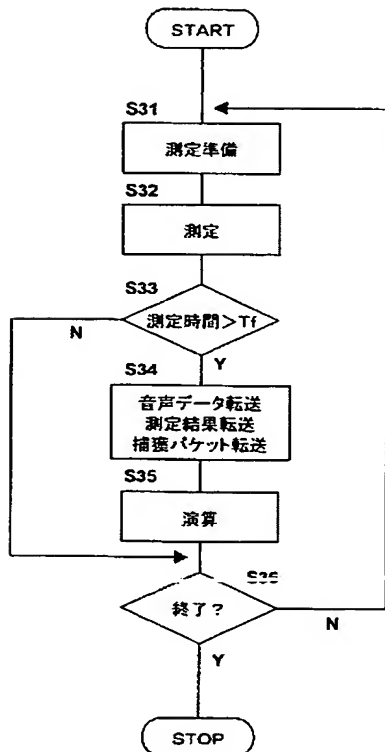 START
S31
測定準備
S32
測定
S33
測定時間>Tf
N
Y
S34
音声データ転送
測定結果転送
捕獲パケット転送
S35
演算
S36
終了?
N
Y
STOP